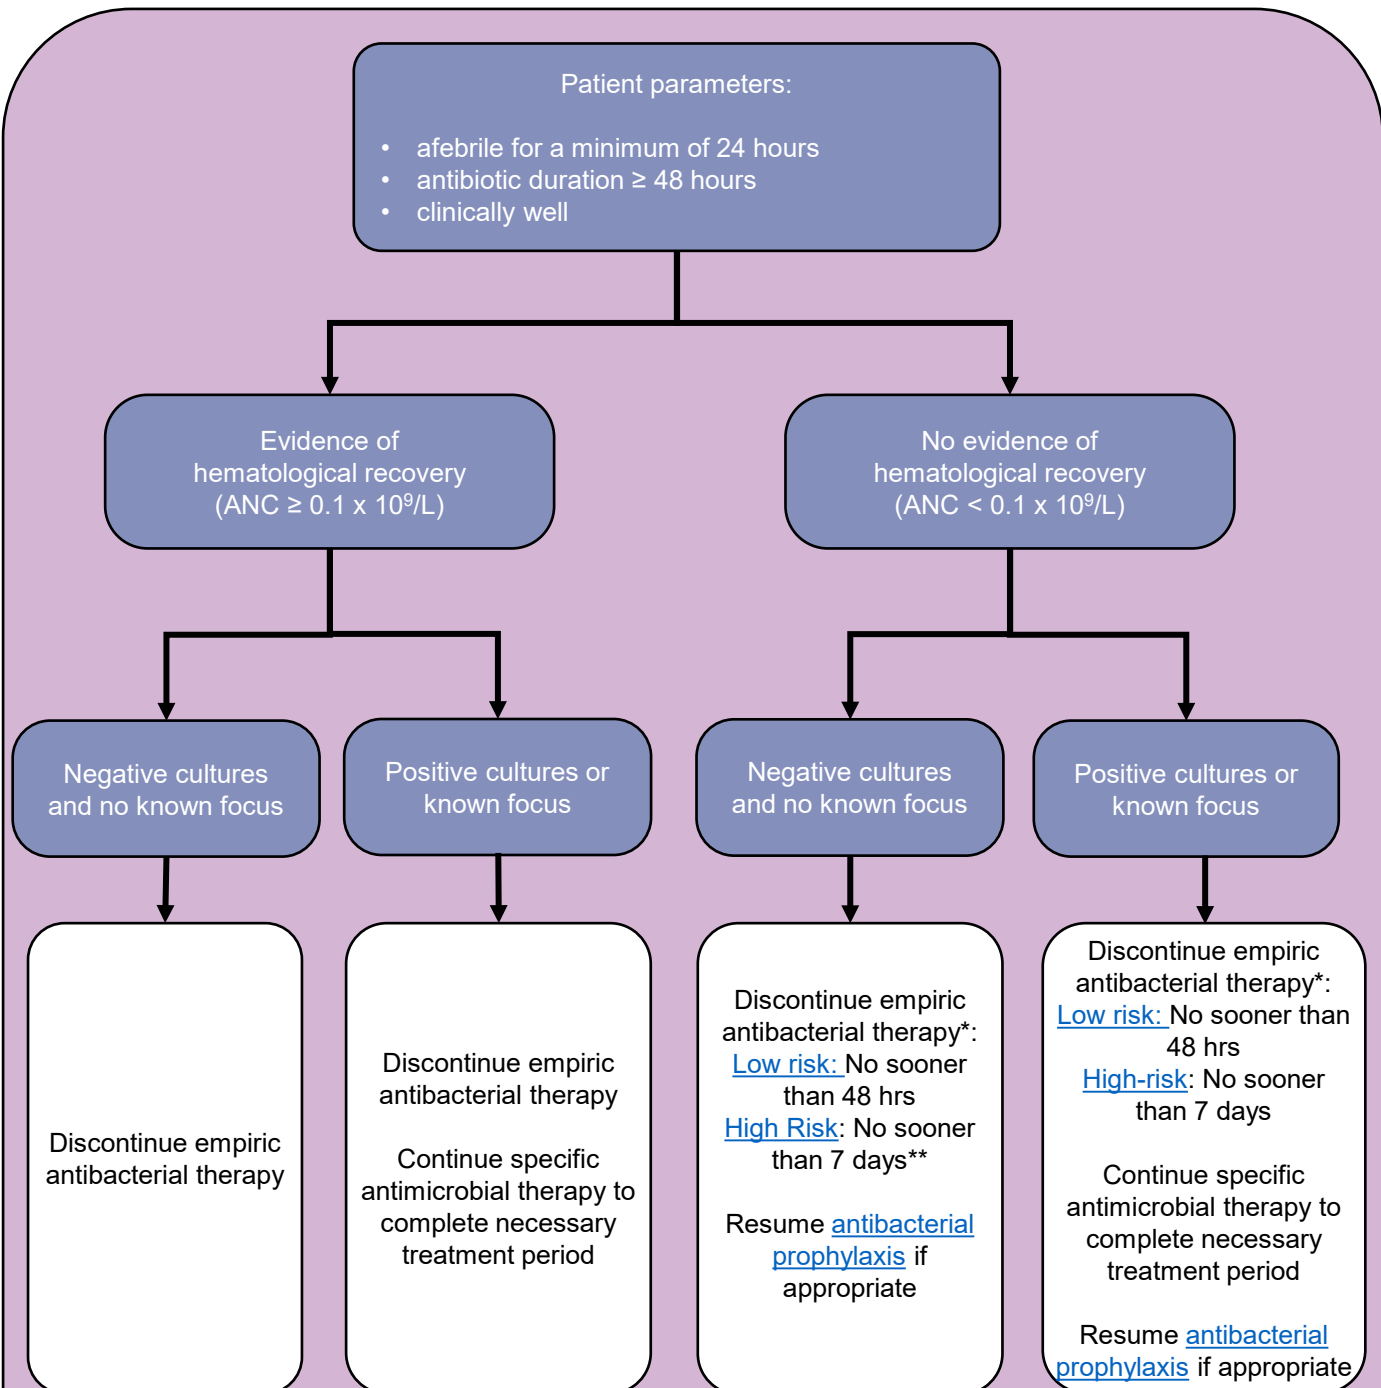 Patient parameters:
• afebrile for a minimum of 24 hours
• antibiotic duration ≥ 48 hours
• clinically well
Evidence of
hematological recovery
(ANC ≥ 0.1 x 10⁹/L)
No evidence of
hematological recovery
(ANC < 0.1 x 10⁹/L)
Negative cultures
and no known focus
Positive cultures or
known focus
Negative cultures
and no known focus
Positive cultures or
known focus
Discontinue empiric
antibacterial therapy
Discontinue empiric
antibacterial therapy
Continue specific
antimicrobial therapy to
complete necessary
treatment period
Discontinue empiric
antibacterial therapy*:
Low risk: No sooner
than 48 hrs
High Risk: No sooner
than 7 days**
Resume antibacterial
prophylaxis if
appropriate
Discontinue empiric
antibacterial therapy*:
Low risk: No sooner than
48 hrs
High-risk: No sooner
than 7 days
Continue specific
antimicrobial therapy to
complete necessary
treatment period
Resume antibacterial
prophylaxis if appropriate